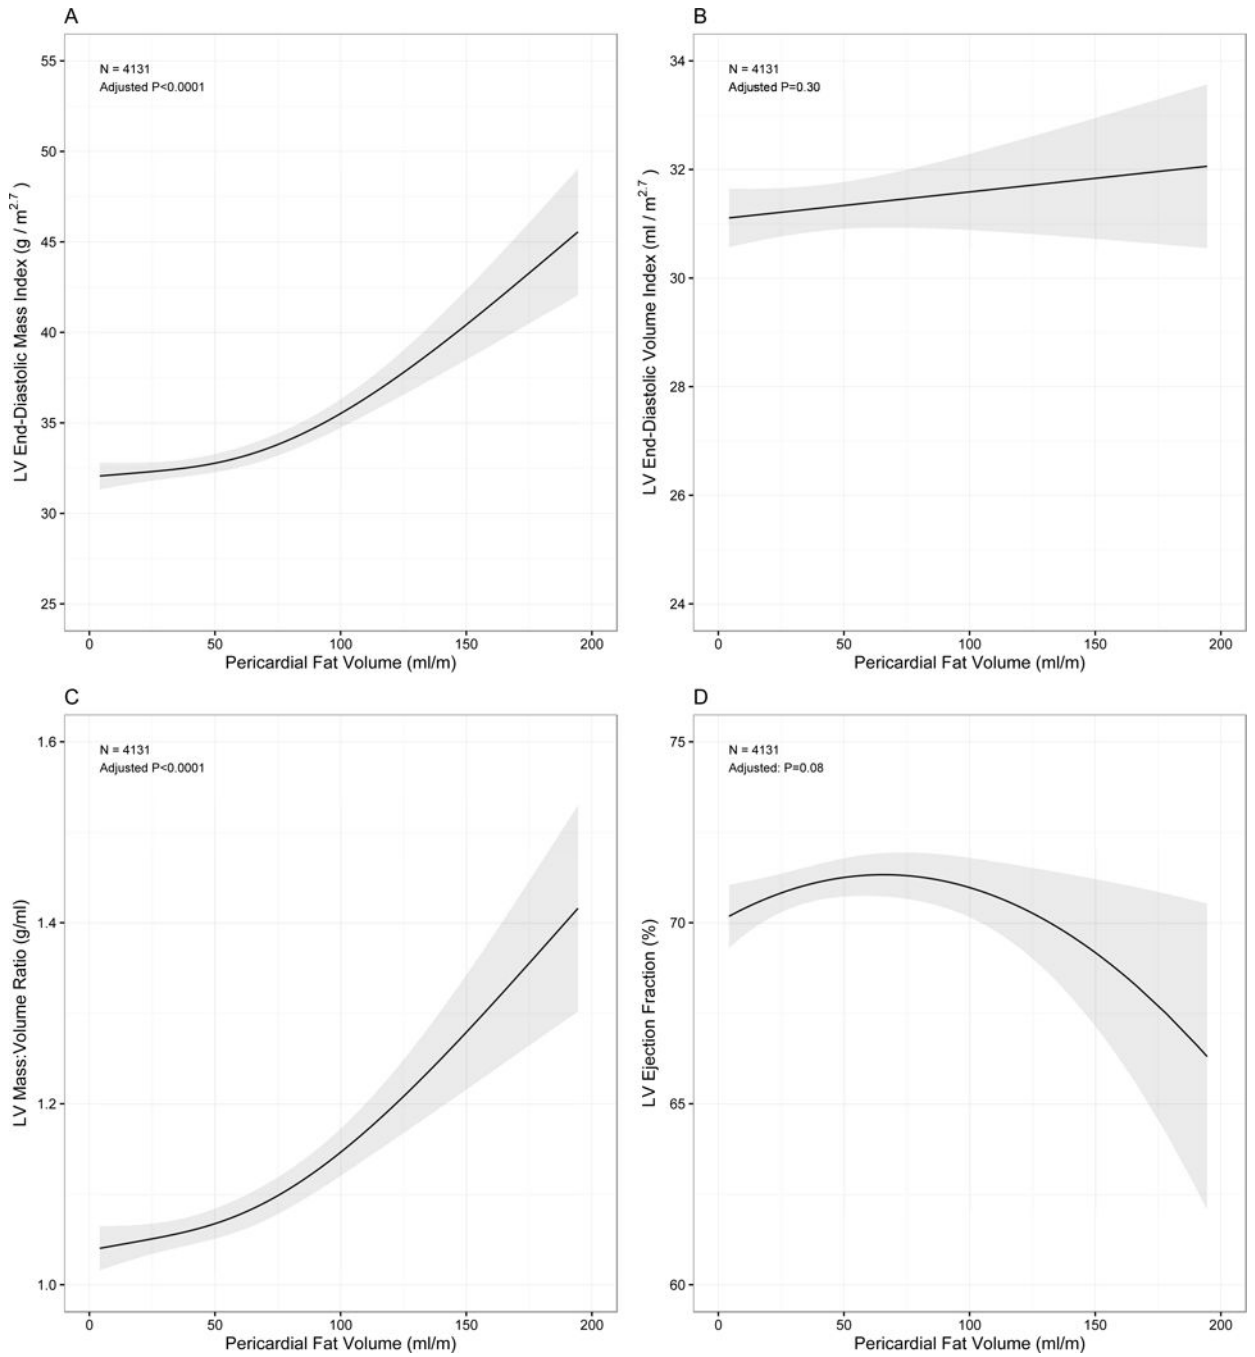 A
N = 4131
Adjusted P<0.0001
LV End-Diastolic Mass Index (g / m^2.7 )
55
50
45
40
35
30
25
0 50 100 150 200
Pericardial Fat Volume (ml/m)
B
N = 4131
Adjusted P=0.30
LV End-Diastolic Volume Index (ml / m^2.7 )
34
32
30
28
26
24
0 50 100 150 200
Pericardial Fat Volume (ml/m)
C
N = 4131
Adjusted P<0.0001
LV Mass:Volume Ratio (g/ml)
1.6
1.4
1.2
1.0
0 50 100 150 200
Pericardial Fat Volume (ml/m)
D
N = 4131
Adjusted: P=0.08
LV Ejection Fraction (%)
75
70
65
60
0 50 100 150 200
Pericardial Fat Volume (ml/m)